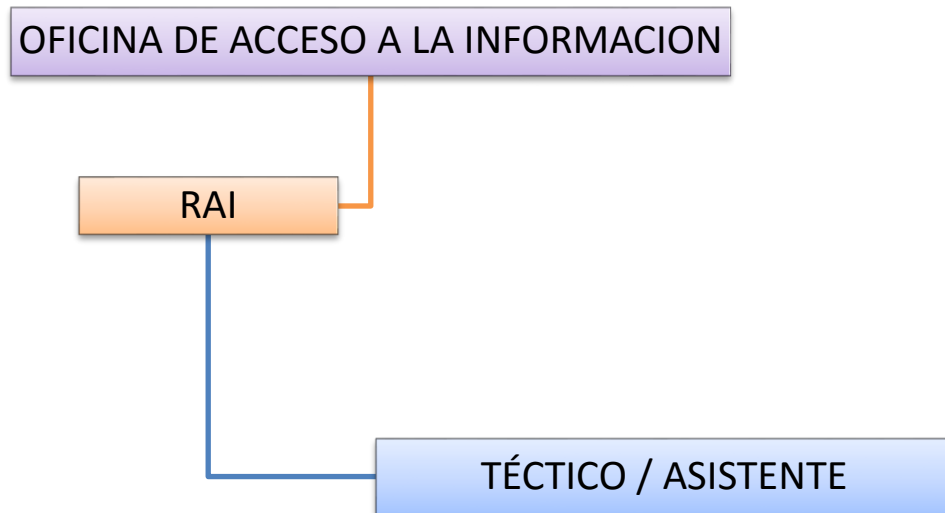 OFICINA DE ACCESO A LA INFORMACION
RAI
TÉCTICO / ASISTENTE